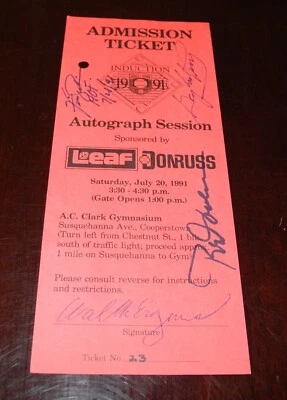 ADMISSION
TICKET
INDUCTION
1991
Autograph Session
Sponsored by
Leaf DONRUSS
Saturday, July 20, 1991
3:30 - 4:30 p.m.
(Gate Opens 1:00 p.m.)
A.C. Clark Gymnasium
Susquehanna Ave., Cooperstown
(Turn left from Chestnut St., 1 bl
south of traffic light; proceed appro
1 mile on Susquehanna to Gym)
Please consult reverse for instructions
and restrictions.
Signature
Ticket No. 23